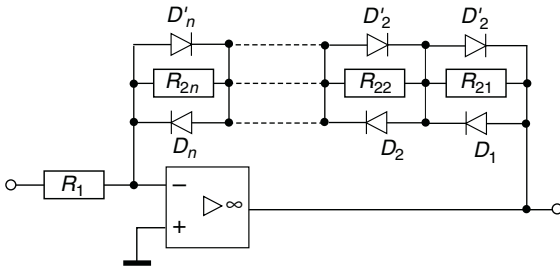 D'n D'2 D'2
R2n R22 R21
Dn D2 D1
R1 − ∞
+